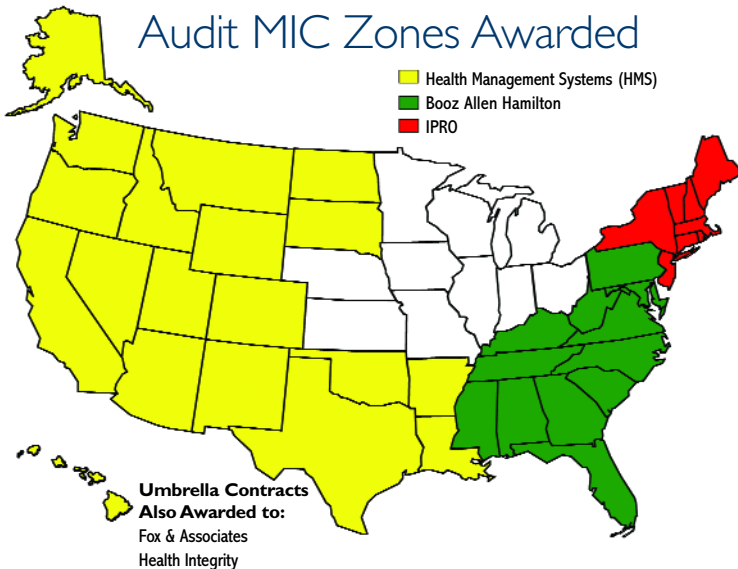 Audit MIC Zones Awarded
Health Management Systems (HMS)
Booz Allen Hamilton
IPRO
Umbrella Contracts
Also Awarded to:
Fox & Associates
Health Integrity